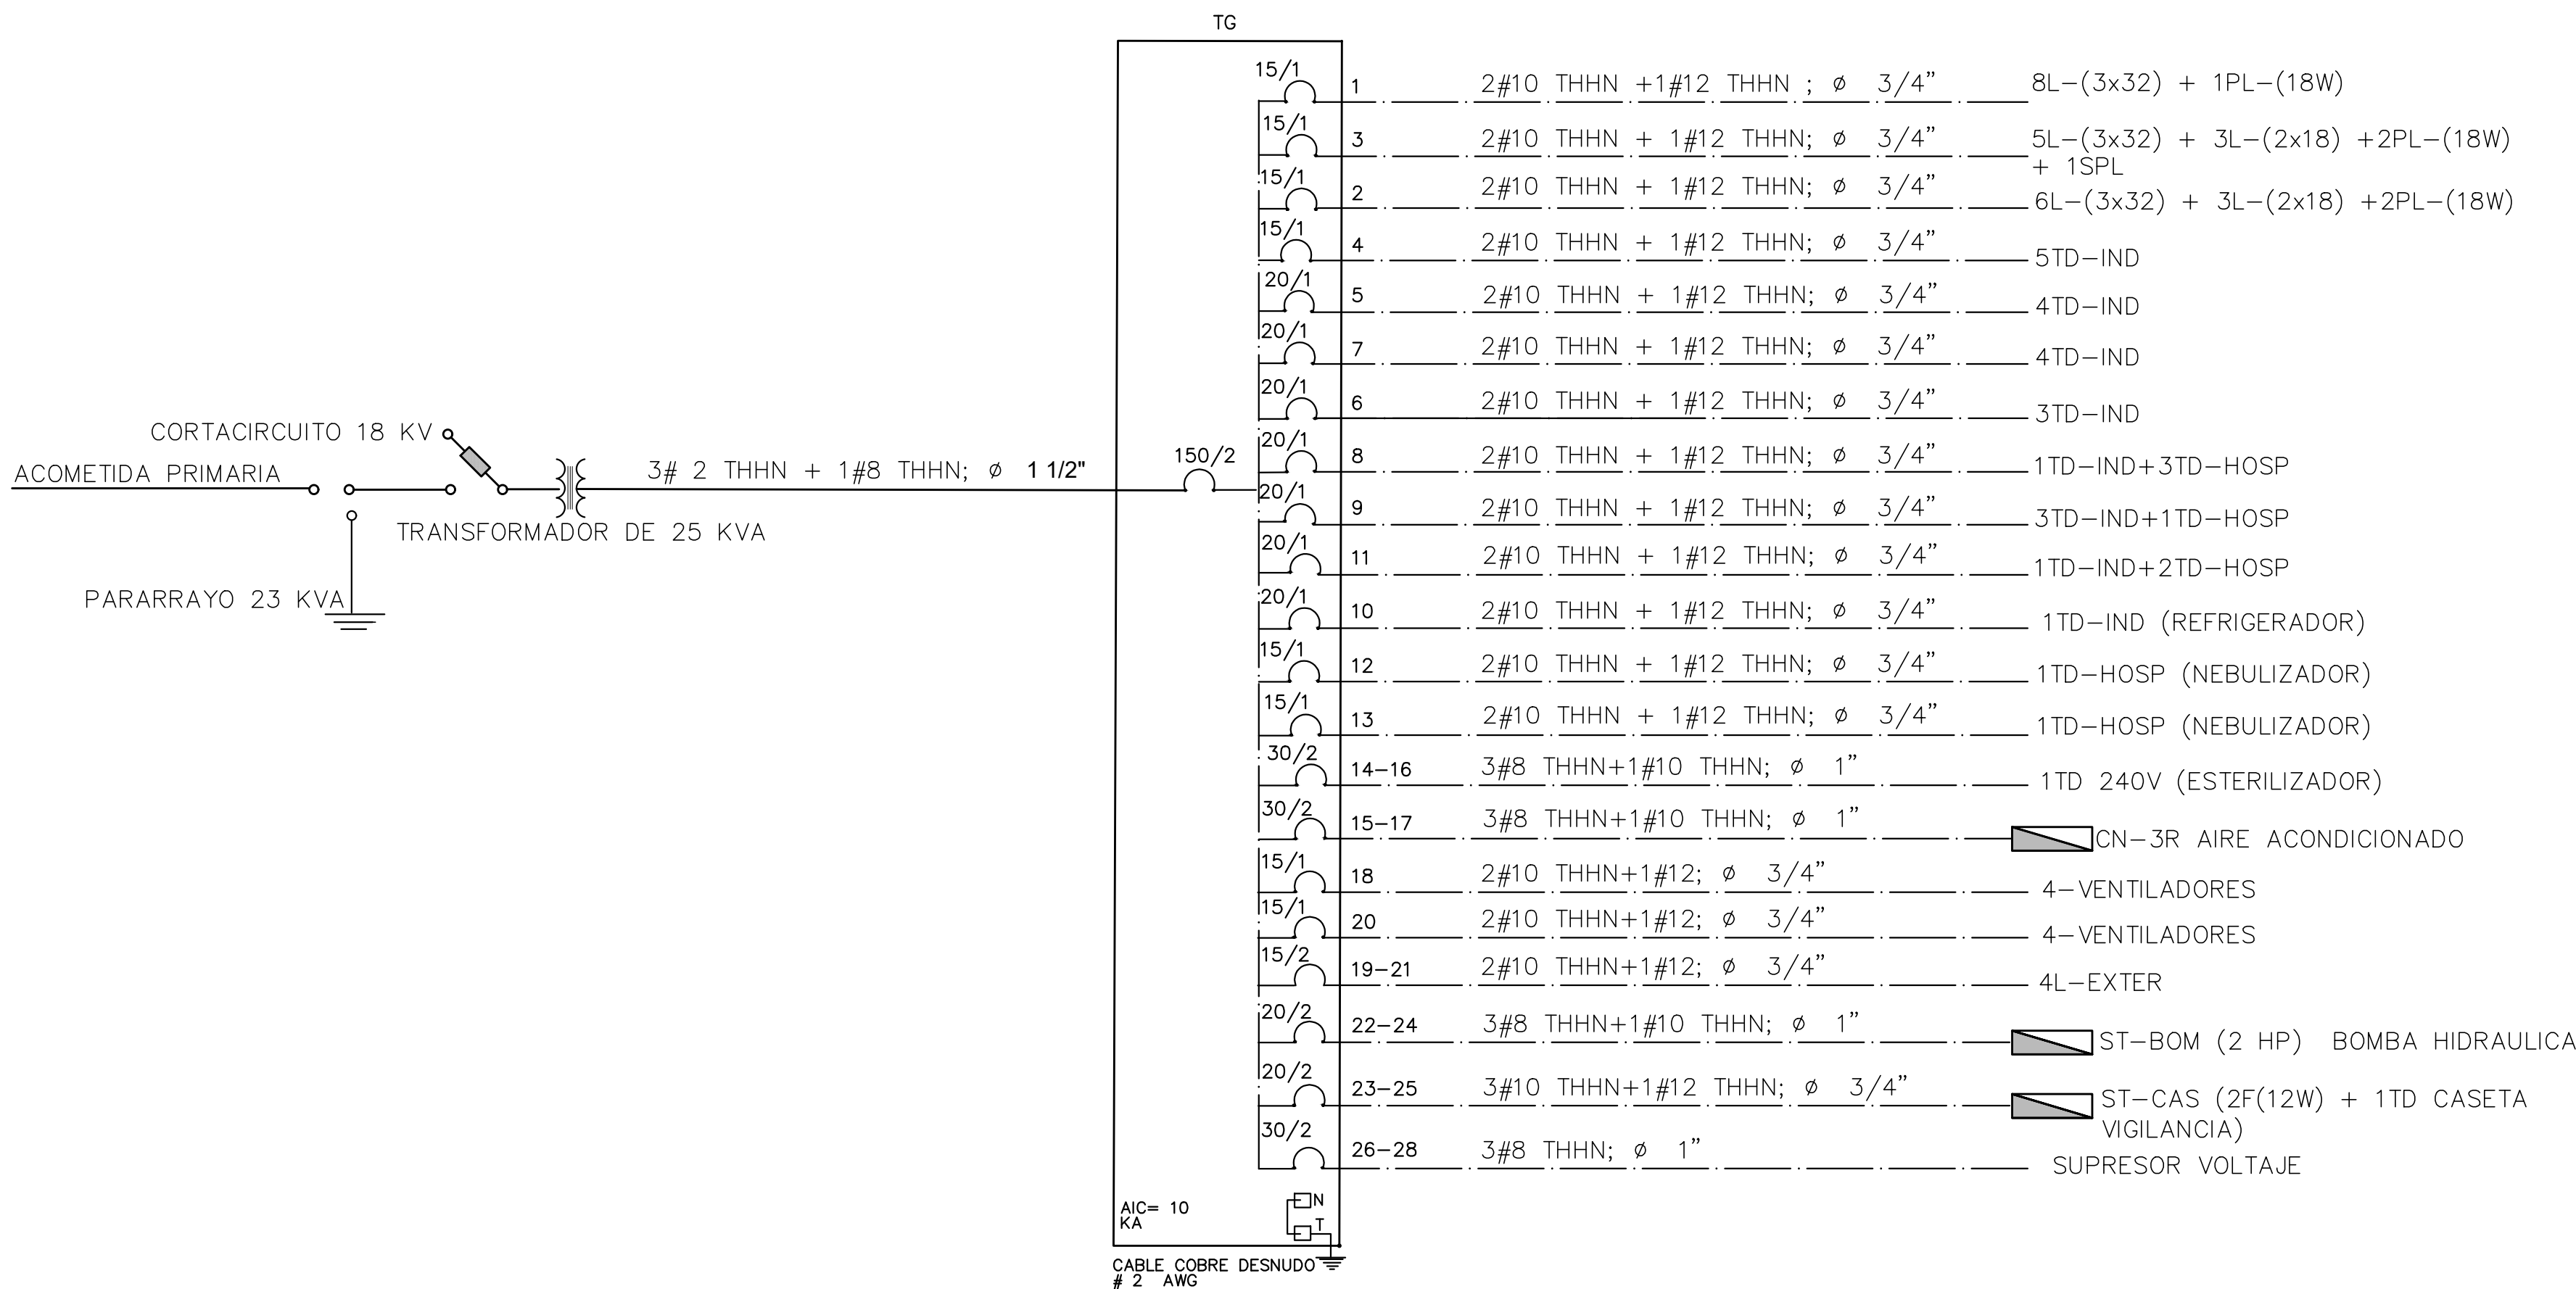 TG
15/1 1 2#10 THHN +1#12 THHN ; ø 3/4" 8L-(3x32) + 1PL-(18W)
15/1 3 2#10 THHN + 1#12 THHN; ø 3/4" 5L-(3x32) + 3L-(2x18) +2PL-(18W)
+ 1SPL
15/1 2 2#10 THHN + 1#12 THHN; ø 3/4" 6L-(3x32) + 3L-(2x18) +2PL-(18W)
15/1 4 2#10 THHN + 1#12 THHN; ø 3/4" 5TD-IND
20/1 5 2#10 THHN + 1#12 THHN; ø 3/4" 4TD-IND
20/1 7 2#10 THHN + 1#12 THHN; ø 3/4" 4TD-IND
20/1 6 2#10 THHN + 1#12 THHN; ø 3/4" 3TD-IND
20/1 8 2#10 THHN + 1#12 THHN; ø 3/4" 1TD-IND+3TD-HOSP
20/1 9 2#10 THHN + 1#12 THHN; ø 3/4" 3TD-IND+1TD-HOSP
20/1 11 2#10 THHN + 1#12 THHN; ø 3/4" 1TD-IND+2TD-HOSP
20/1 10 2#10 THHN + 1#12 THHN; ø 3/4" 1TD-IND (REFRIGERADOR)
15/1 12 2#10 THHN + 1#12 THHN; ø 3/4" 1TD-HOSP (NEBULIZADOR)
15/1 13 2#10 THHN + 1#12 THHN; ø 3/4" 1TD-HOSP (NEBULIZADOR)
30/2 14-16 3#8 THHN+1#10 THHN; ø 1" 1TD 240V (ESTERILIZADOR)
30/2 15-17 3#8 THHN+1#10 THHN; ø 1" CN-3R AIRE ACONDICIONADO
15/1 18 2#10 THHN+1#12; ø 3/4" 4-VENTILADORES
15/1 20 2#10 THHN+1#12; ø 3/4" 4-VENTILADORES
15/2 19-21 2#10 THHN+1#12; ø 3/4" 4L-EXTER
20/2 22-24 3#8 THHN+1#10 THHN; ø 1" ST-BOM (2 HP) BOMBA HIDRAULICA
20/2 23-25 3#10 THHN+1#12 THHN; ø 3/4" ST-CAS (2F(12W) + 1TD CASETA
VIGILANCIA)
30/2 26-28 3#8 THHN; ø 1" SUPRESOR VOLTAJE
CORTACIRCUITO 18 KV
ACOMETIDA PRIMARIA
3# 2 THHN + 1#8 THHN; ø 1 1/2"
150/2
TRANSFORMADOR DE 25 KVA
PARARRAYO 23 KVA
AIC= 10
KA
N
T
CABLE COBRE DESNUDO
# 2 AWG